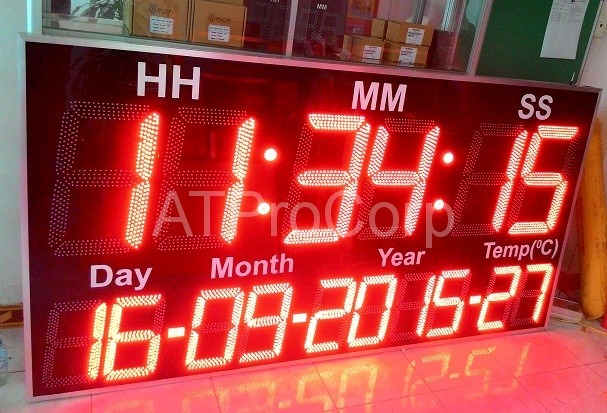 HH MM SS
11:34:15
Day Month Year Temp(ºC)
16-09-2015-27
ATProCorp